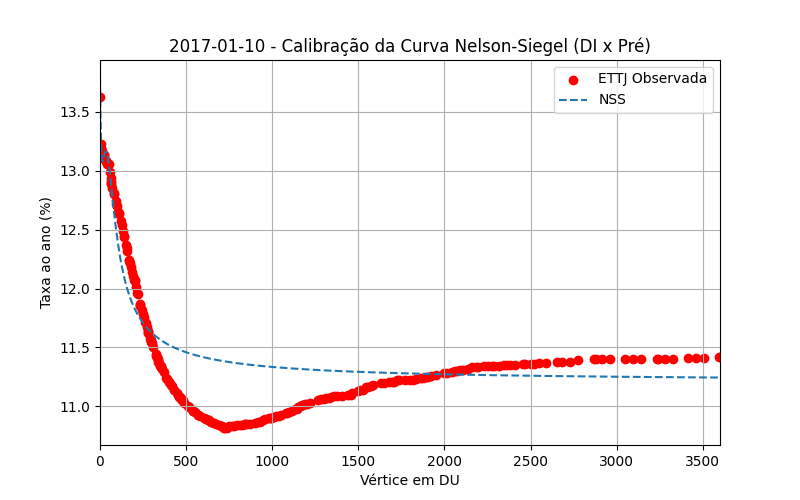 2017-01-10 - Calibração da Curva Nelson-Siegel (DI x Pré)
ETTJ Observada
NSS
Taxa ao ano (%)
13.5
13.0
12.5
12.0
11.5
11.0
0 500 1000 1500 2000 2500 3000 3500
Vértice em DU